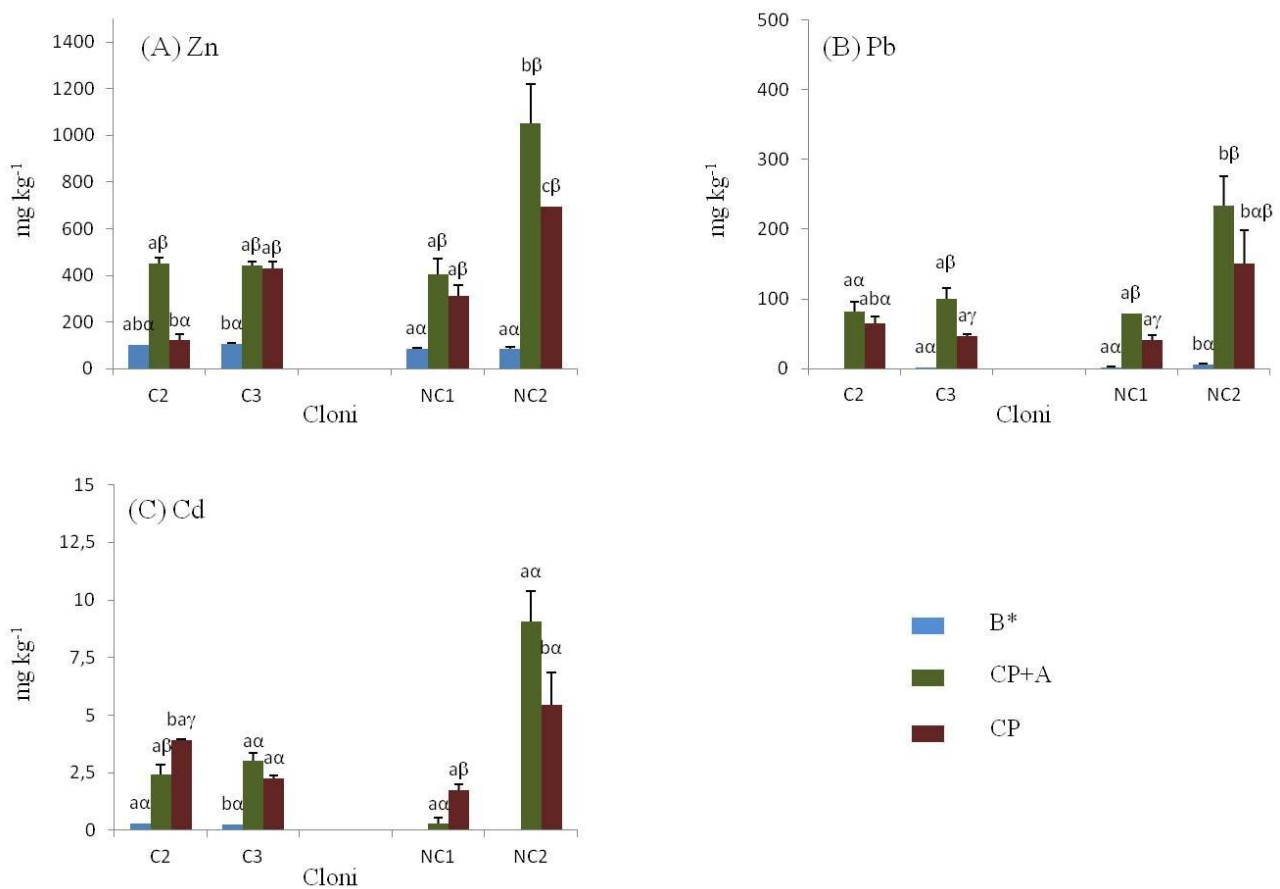 (A) Zn
mg kg⁻¹
1400
1200
1000
800
600
400
200
0
abα aβ bα
bα aβ aβ
aα aβ aβ
aα bβ cβ
C2 C3 NC1 NC2
Cloni
(B) Pb
mg kg⁻¹
500
400
300
200
100
0
aα abα
aα aβ aγ
aα aβ aγ
bα bβ bαβ
C2 C3 NC1 NC2
Cloni
(C) Cd
mg kg⁻¹
15
12,5
10
7,5
5
2,5
0
aα aβ baγ
bα aα aα
aα aβ
aα bα
C2 C3 NC1 NC2
Cloni
B*
CP+A
CP